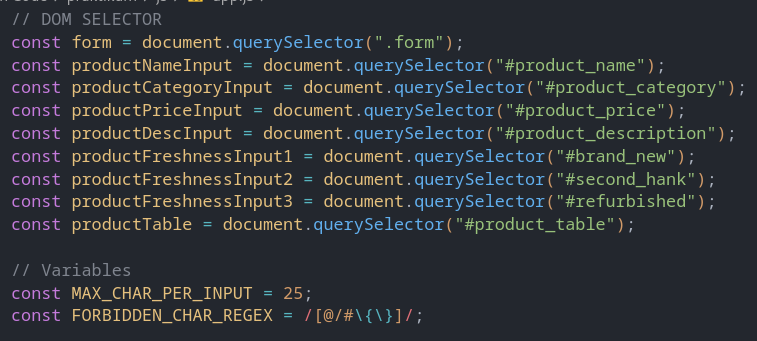 // DOM SELECTOR
const form = document.querySelector(".form");
const productNameInput = document.querySelector("#product_name");
const productCategoryInput = document.querySelector("#product_category");
const productPriceInput = document.querySelector("#product_price");
const productDescInput = document.querySelector("#product_description");
const productFreshnessInput1 = document.querySelector("#brand_new");
const productFreshnessInput2 = document.querySelector("#second_hank");
const productFreshnessInput3 = document.querySelector("#refurbished");
const productTable = document.querySelector("#product_table");
// Variables
const MAX_CHAR_PER_INPUT = 25;
const FORBIDDEN_CHAR_REGEX = /[@/#\{\}]/;